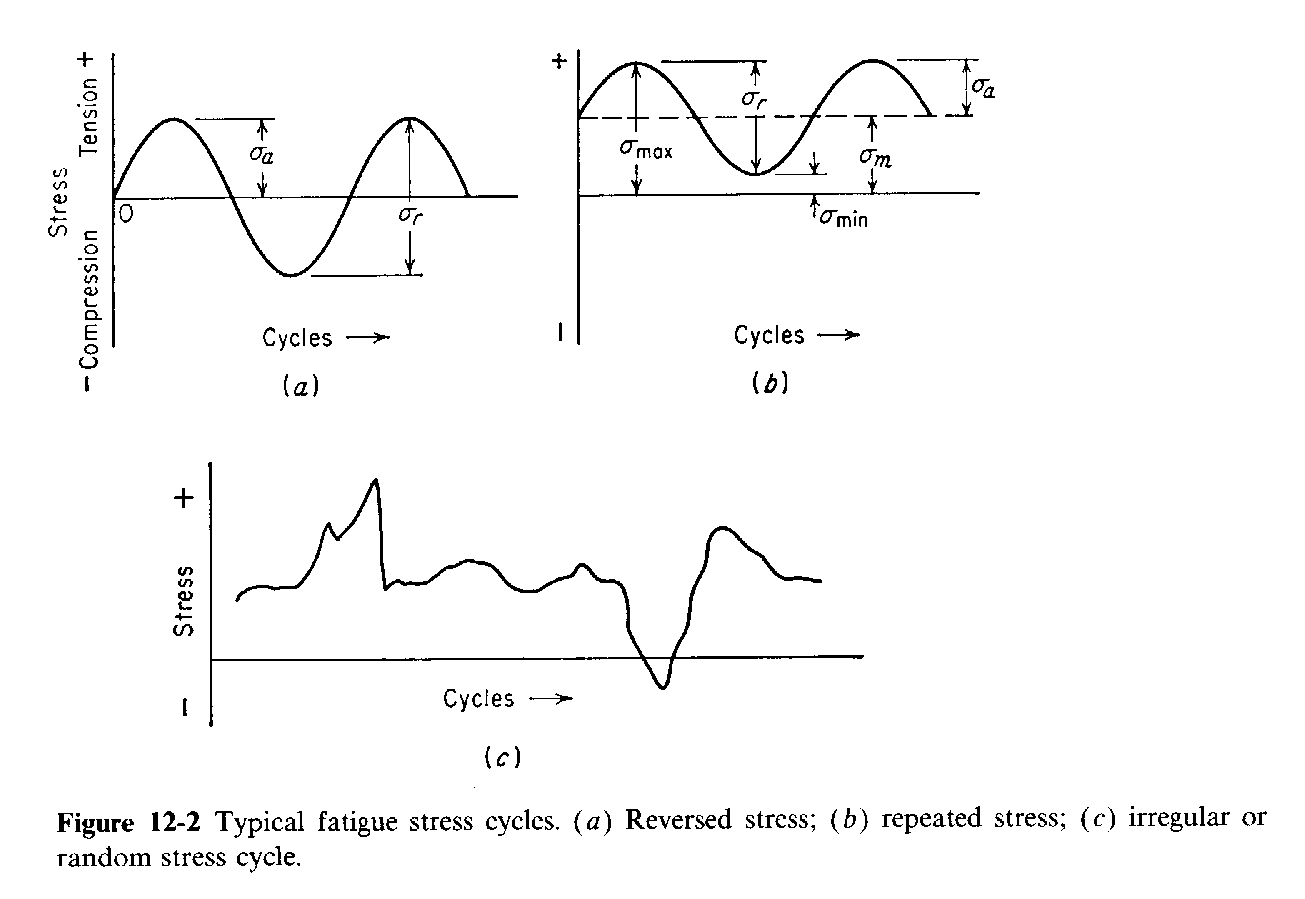 Stress
− Compression Tension +
O
σa
σr
Cycles →
(a)
+
−
σmax
σr
σa
σm
σmin
Cycles →
(b)
+
Stress
−
Cycles →
(c)
Figure 12-2 Typical fatigue stress cycles. (a) Reversed stress; (b) repeated stress; (c) irregular or
random stress cycle.